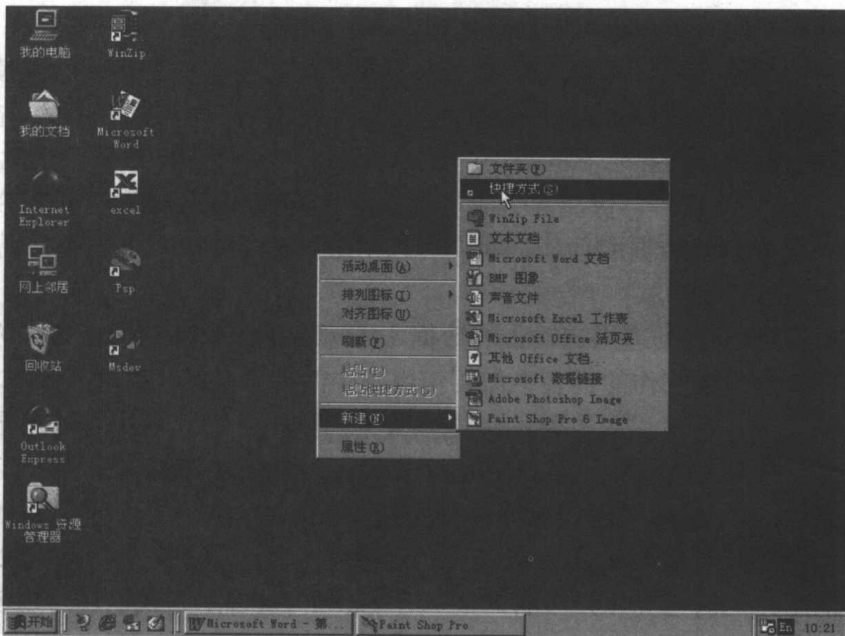 我的电脑
WinZip
我的文档
Microsoft
Word
Internet
Explorer
excel
网上邻居
Psp
回收站
Msdev
Outlook
Express
Windows 资源
管理器
活动桌面(A)
排列图标(I)
对齐图标(U)
刷新(E)
粘贴(P)
粘贴快捷方式(S)
新建(N)
属性(R)
文件夹(F)
快捷方式(S)
WinZip File
文本文档
Microsoft Word 文档
BMP 图象
声音文件
Microsoft Excel 工作表
Microsoft Office 活页夹
其他 Office 文档
Microsoft 数据链接
Adobe Photoshop Image
Paint Shop Pro 6 Image
开始
Microsoft Word - 第...
Paint Shop Pro
En
10:21